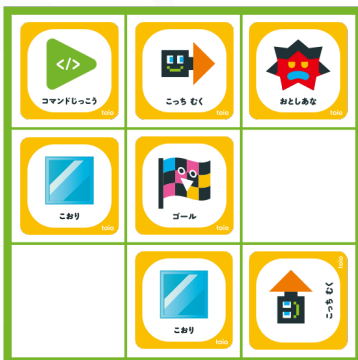 </>
コマンドじっこう
toio
こっち むく
toio
おとしあな
toio
こおり
toio
ゴール
toio
こおり
toio
こっち むく
toio